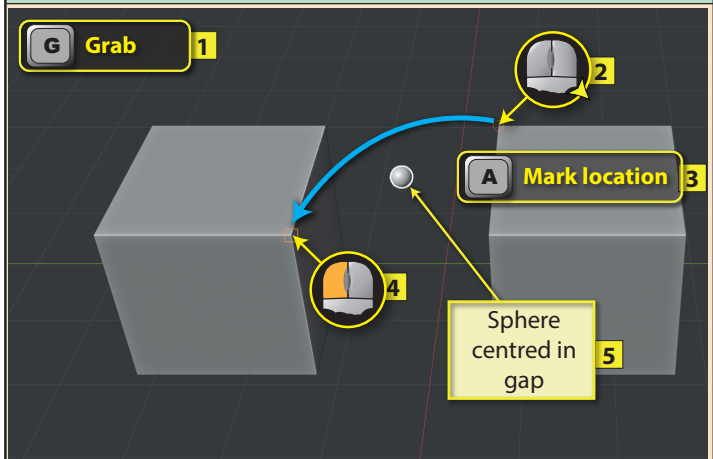 G Grab 1
2
A Mark location 3
4
Sphere
centred in 5
gap